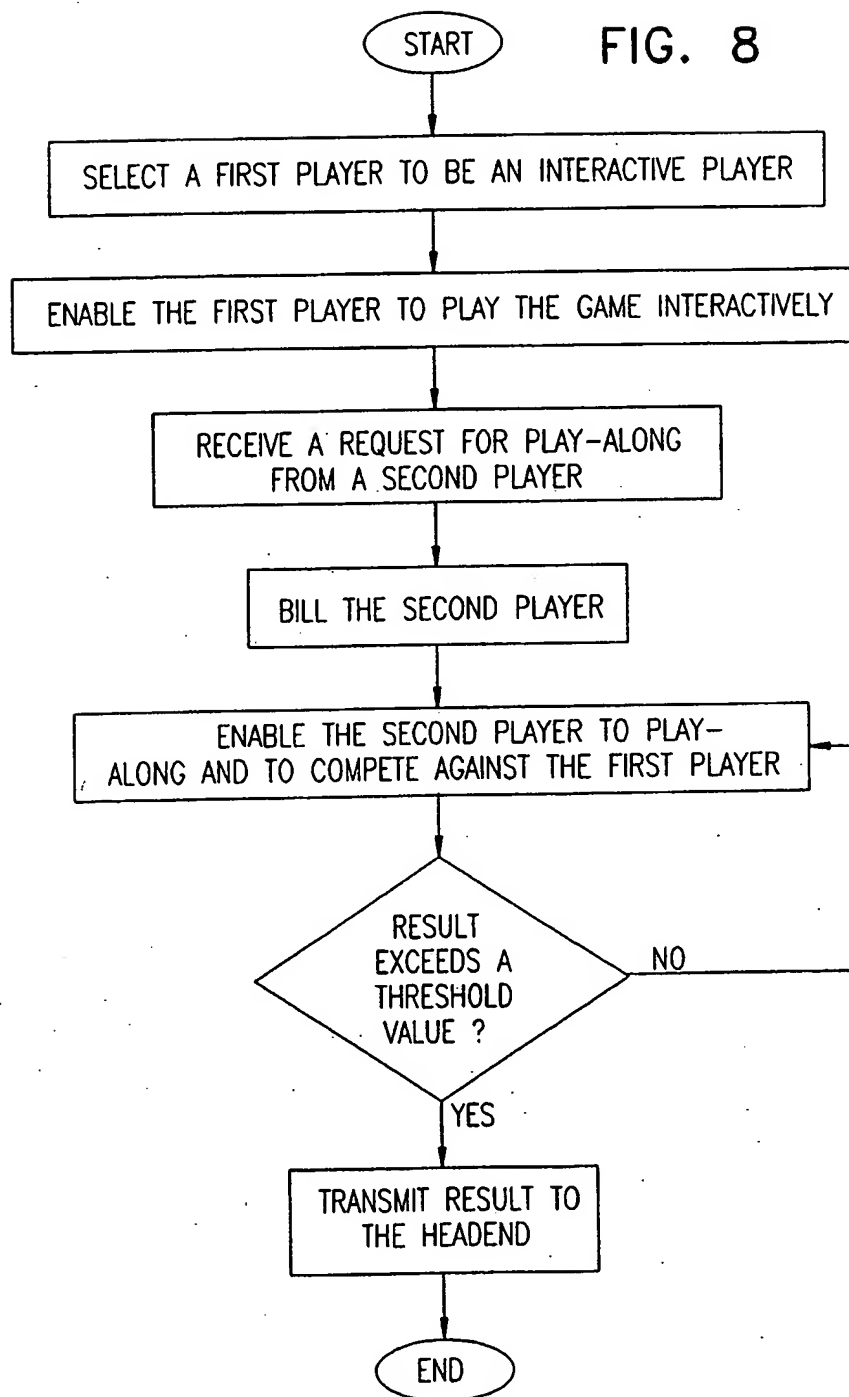 START
FIG. 8
SELECT A FIRST PLAYER TO BE AN INTERACTIVE PLAYER
ENABLE THE FIRST PLAYER TO PLAY THE GAME INTERACTIVELY
RECEIVE A REQUEST FOR PLAY-ALONG
FROM A SECOND PLAYER
BILL THE SECOND PLAYER
ENABLE THE SECOND PLAYER TO PLAY-
ALONG AND TO COMPETE AGAINST THE FIRST PLAYER
RESULT
EXCEEDS A
THRESHOLD
VALUE ?
NO
YES
TRANSMIT RESULT TO
THE HEADEND
END